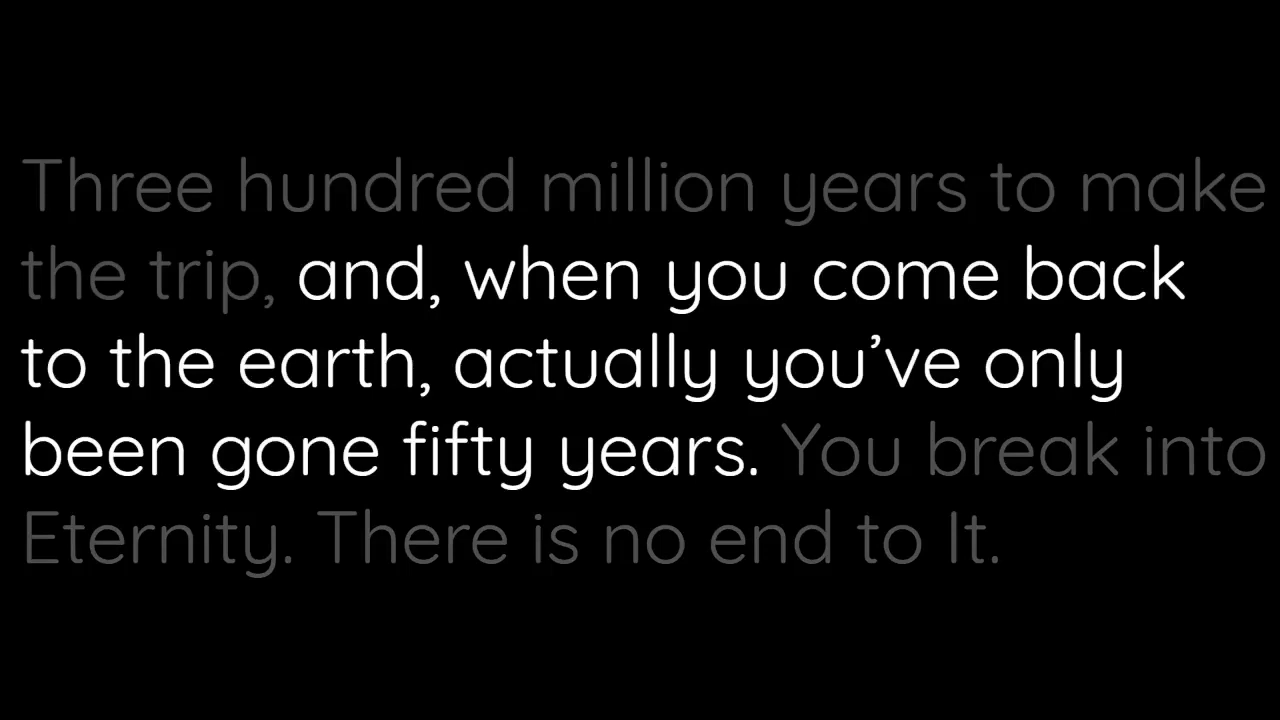 Three hundred million years to make
the trip, and, when you come back
to the earth, actually you’ve only
been gone fifty years. You break into
Eternity. There is no end to It.